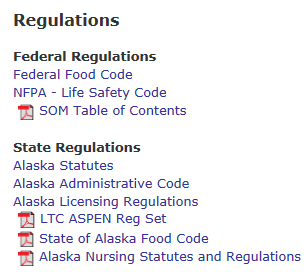 Regulations
Federal Regulations
Federal Food Code
NFPA - Life Safety Code
SOM Table of Contents
State Regulations
Alaska Statutes
Alaska Administrative Code
Alaska Licensing Regulations
LTC ASPEN Reg Set
State of Alaska Food Code
Alaska Nursing Statutes and Regulations